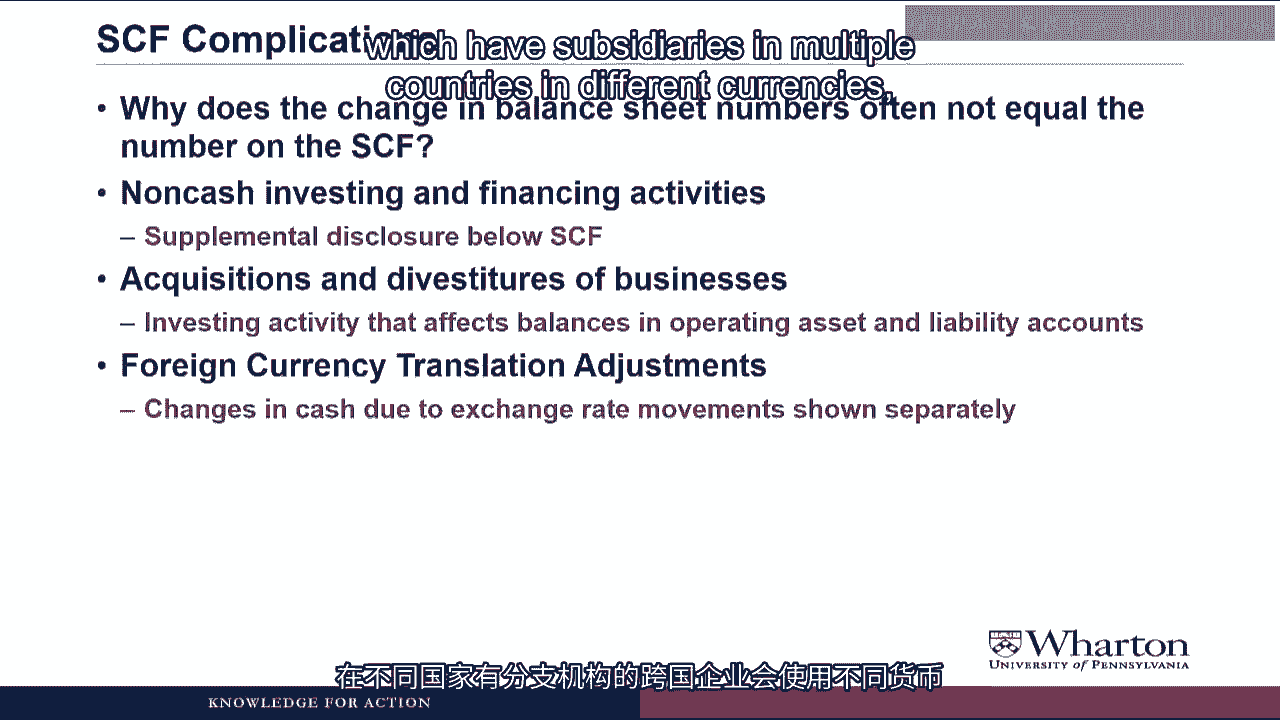 SCF Complications
which have subsidiaries in multiple
countries in different currencies,
• Why does the change in balance sheet numbers often not equal the
number on the SCF?
• Noncash investing and financing activities
– Supplemental disclosure below SCF
• Acquisitions and divestitures of businesses
– Investing activity that affects balances in operating asset and liability accounts
• Foreign Currency Translation Adjustments
– Changes in cash due to exchange rate movements shown separately
Wharton
UNIVERSITY of PENNSYLVANIA
在不同国家有分支机构的跨国企业会使用不同货币
KNOWLEDGE FOR ACTION